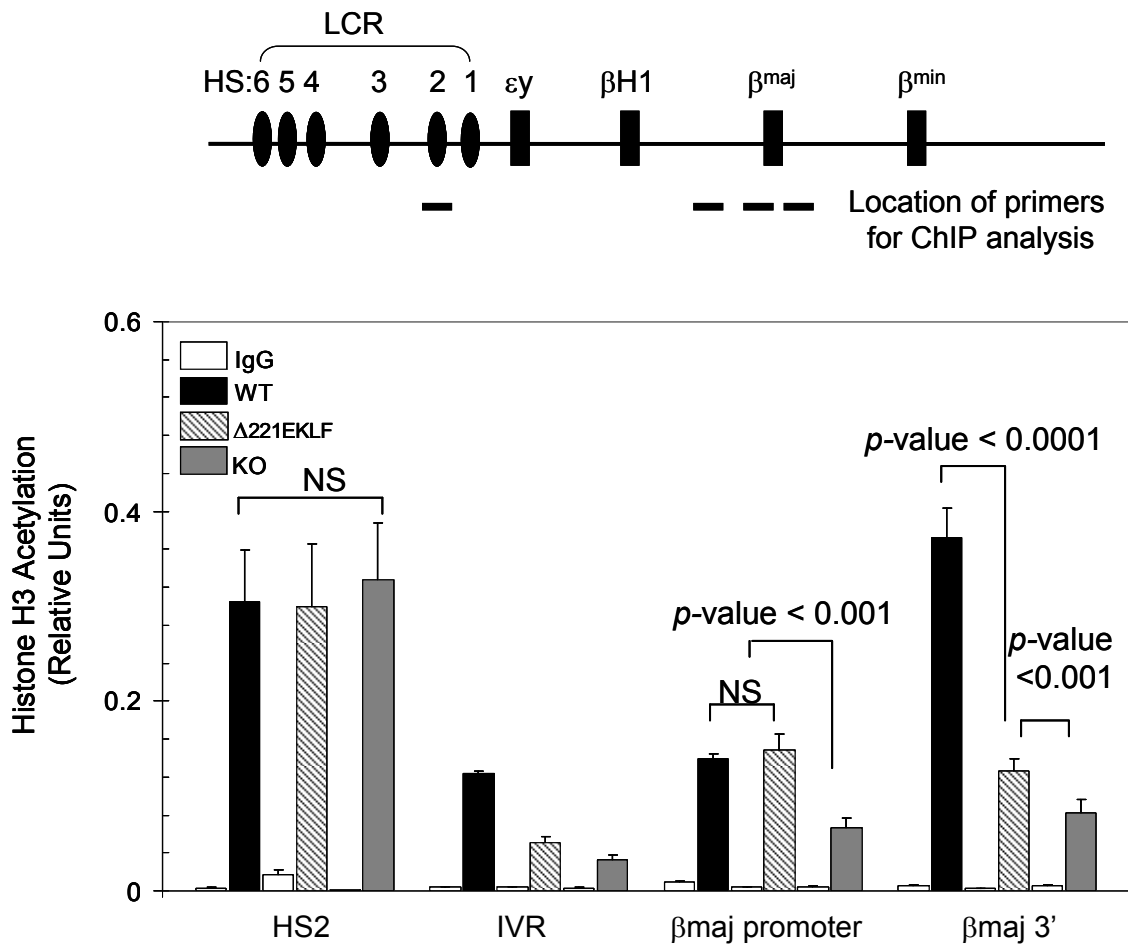 LCR
HS:6 5 4 3 2 1 εy βH1 βmaj βmin
Location of primers
for ChIP analysis
Histone H3 Acetylation
(Relative Units)
0.6
0.4
0.2
0
IgG
WT
Δ221EKLF
KO
NS
NS
p-value < 0.001
p-value < 0.0001
p-value
<0.001
HS2 IVR βmaj promoter βmaj 3’